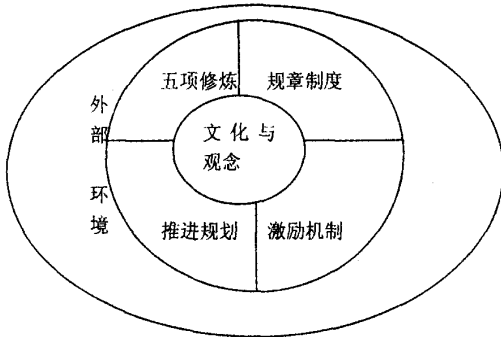 五项修炼
规章制度
外部
环境
文化与
观念
推进规划
激励机制